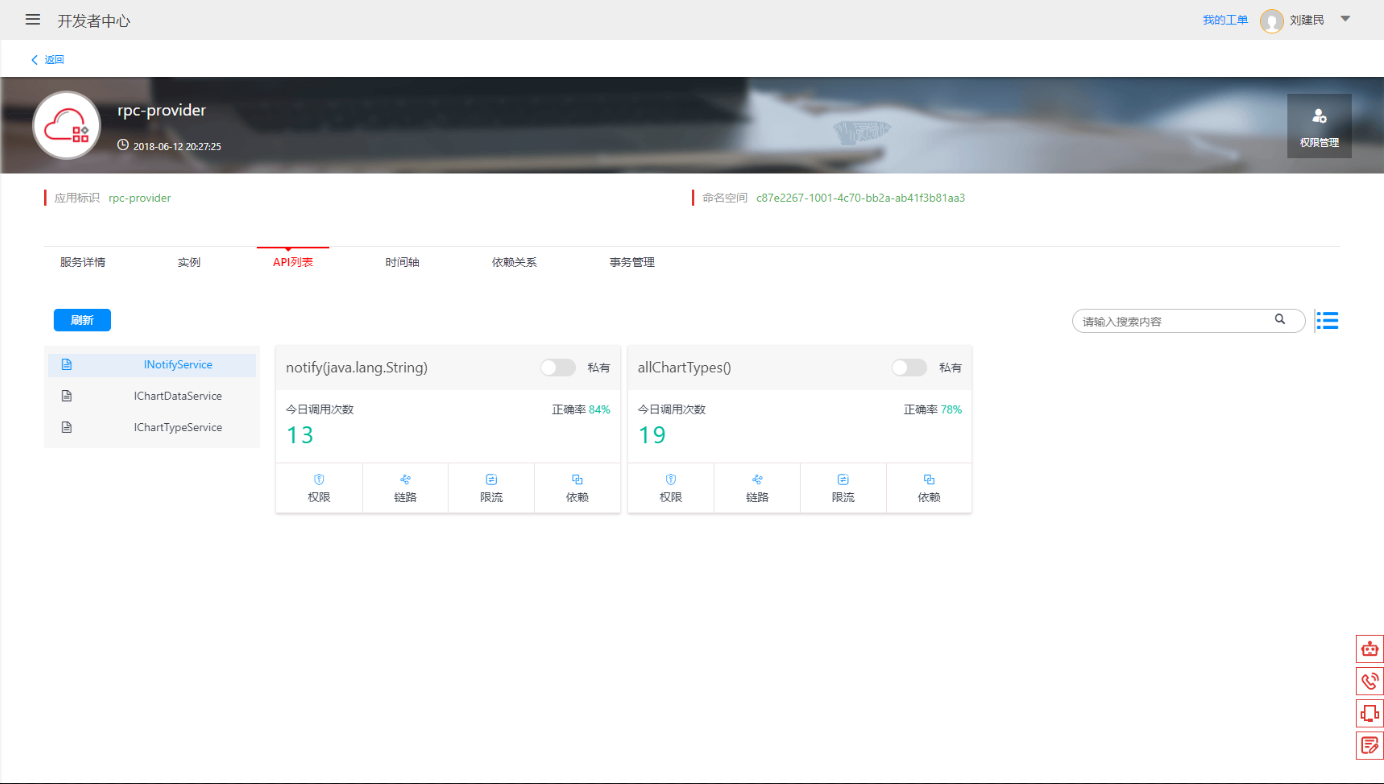 开发者中心 我的工单 刘建民
返回
rpc-provider
2018-06-12 20:27:25
权限管理
应用标识 rpc-provider 命名空间 c87e2267-1001-4c70-bb2a-ab41f3b81aa3
服务详情 实例 API列表 时间轴 依赖关系 事务管理
刷新 请输入搜索内容
INotifyService
IChartDataService
IChartTypeService
notify(java.lang.String) 私有
今日调用次数 正确率 84%
13
权限 链路 限流 依赖
allChartTypes() 私有
今日调用次数 正确率 78%
19
权限 链路 限流 依赖